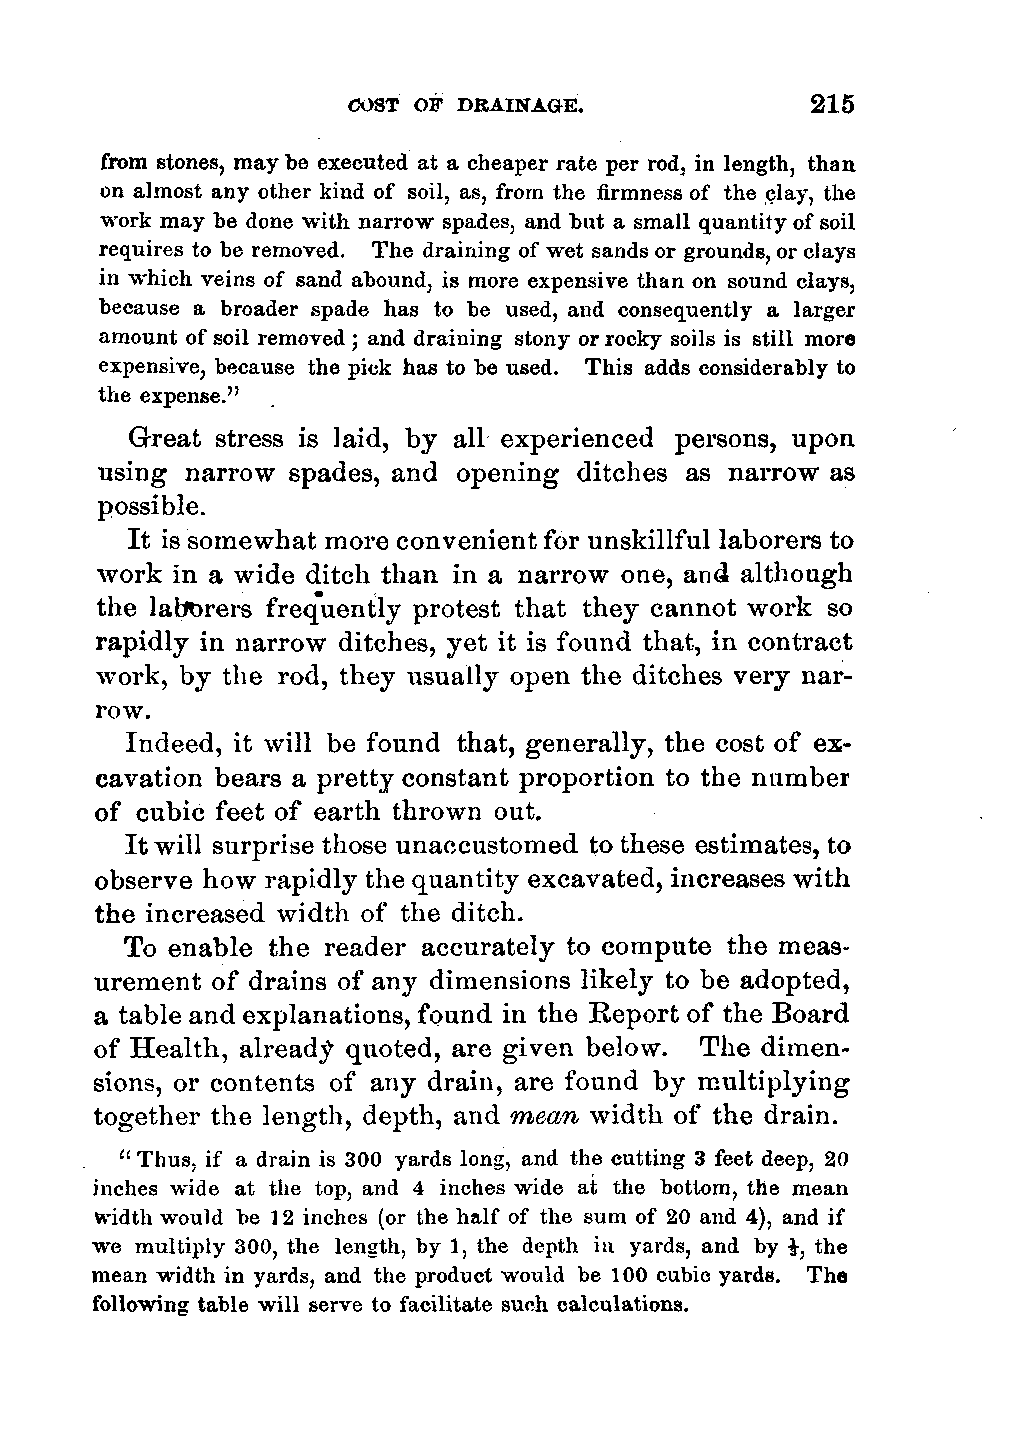 COST OF DRAINAGE. 215
from stones, may be executed at a cheaper rate per rod, in length, than
on almost any other kind of soil, as, from the firmness of the clay, the
work may be done with narrow spades, and but a small quantity of soil
requires to be removed. The draining of wet sands or grounds, or clays
in which veins of sand abound, is more expensive than on sound clays,
because a broader spade has to be used, and consequently a larger
amount of soil removed; and draining stony or rocky soils is still more
expensive, because the pick has to be used. This adds considerably to
the expense."
Great stress is laid, by all experienced persons, upon
using narrow spades, and opening ditches as narrow as
possible.
It is somewhat more convenient for unskillful laborers to
work in a wide ditch than in a narrow one, and although
the laborers frequently protest that they cannot work so
rapidly in narrow ditches, yet it is found that, in contract
work, by the rod, they usually open the ditches very nar-
row.
Indeed, it will be found that, generally, the cost of ex-
cavation bears a pretty constant proportion to the number
of cubic feet of earth thrown out.
It will surprise those unaccustomed to these estimates, to
observe how rapidly the quantity excavated, increases with
the increased width of the ditch.
To enable the reader accurately to compute the meas-
urement of drains of any dimensions likely to be adopted,
a table and explanations, found in the Report of the Board
of Health, already quoted, are given below. The dimen-
sions, or contents of any drain, are found by multiplying
together the length, depth, and mean width of the drain.
"Thus, if a drain is 300 yards long, and the cutting 3 feet deep, 20
inches wide at the top, and 4 inches wide at the bottom, the mean
width would be 12 inches (or the half of the sum of 20 and 4), and if
we multiply 300, the length, by 1, the depth in yards, and by ⅓, the
mean width in yards, and the product would be 100 cubic yards. The
following table will serve to facilitate such calculations.